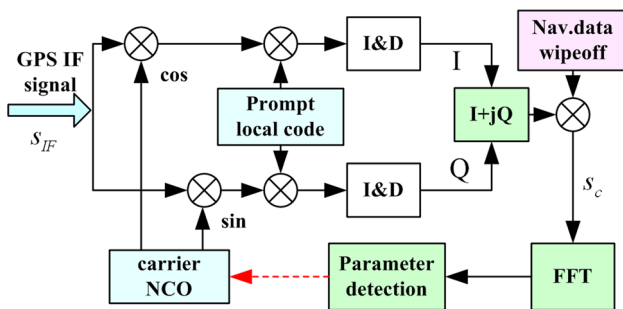 GPS IF
signal
s_IF
cos
sin
Prompt
local code
I&D
I&D
I
Q
I+jQ
Nav.data
wipeoff
s_c
FFT
Parameter
detection
carrier
NCO